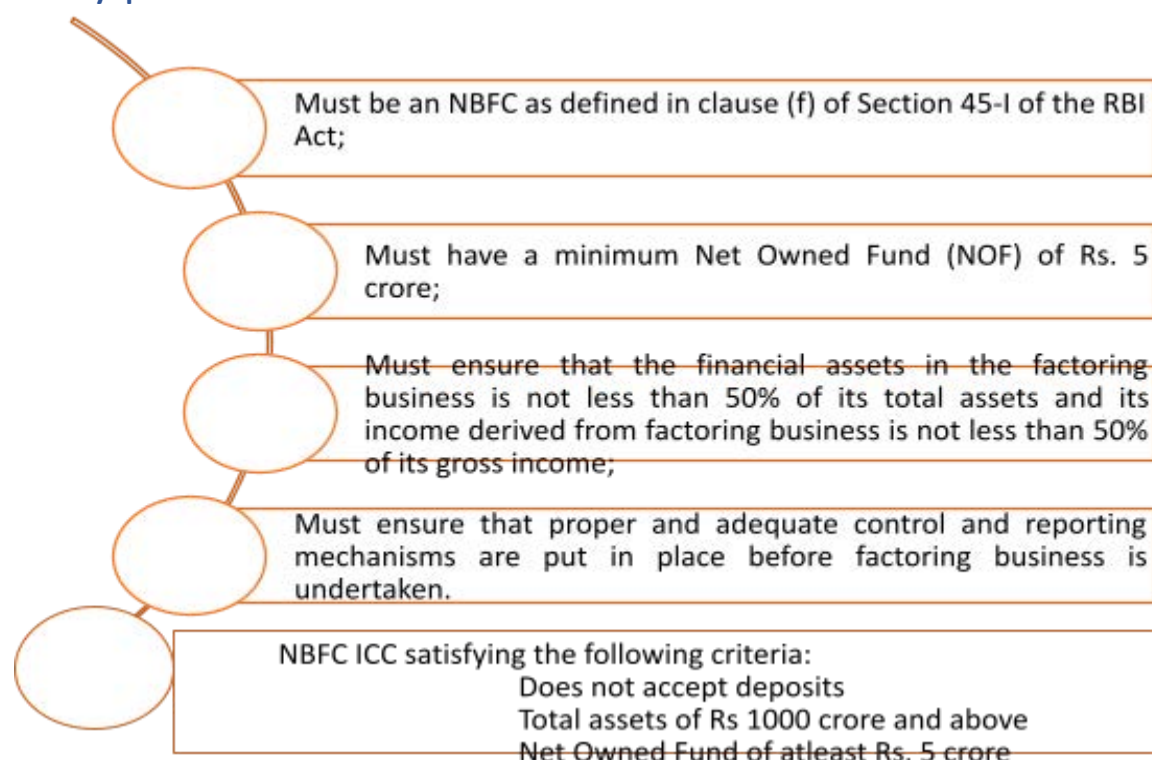 Must be an NBFC as defined in clause (f) of Section 45-I of the RBI
Act;
Must have a minimum Net Owned Fund (NOF) of Rs. 5
crore;
Must ensure that the financial assets in the factoring
business is not less than 50% of its total assets and its
income derived from factoring business is not less than 50%
of its gross income;
Must ensure that proper and adequate control and reporting
mechanisms are put in place before factoring business is
undertaken.
NBFC ICC satisfying the following criteria:
Does not accept deposits
Total assets of Rs 1000 crore and above
Net Owned Fund of atleast Rs. 5 crore